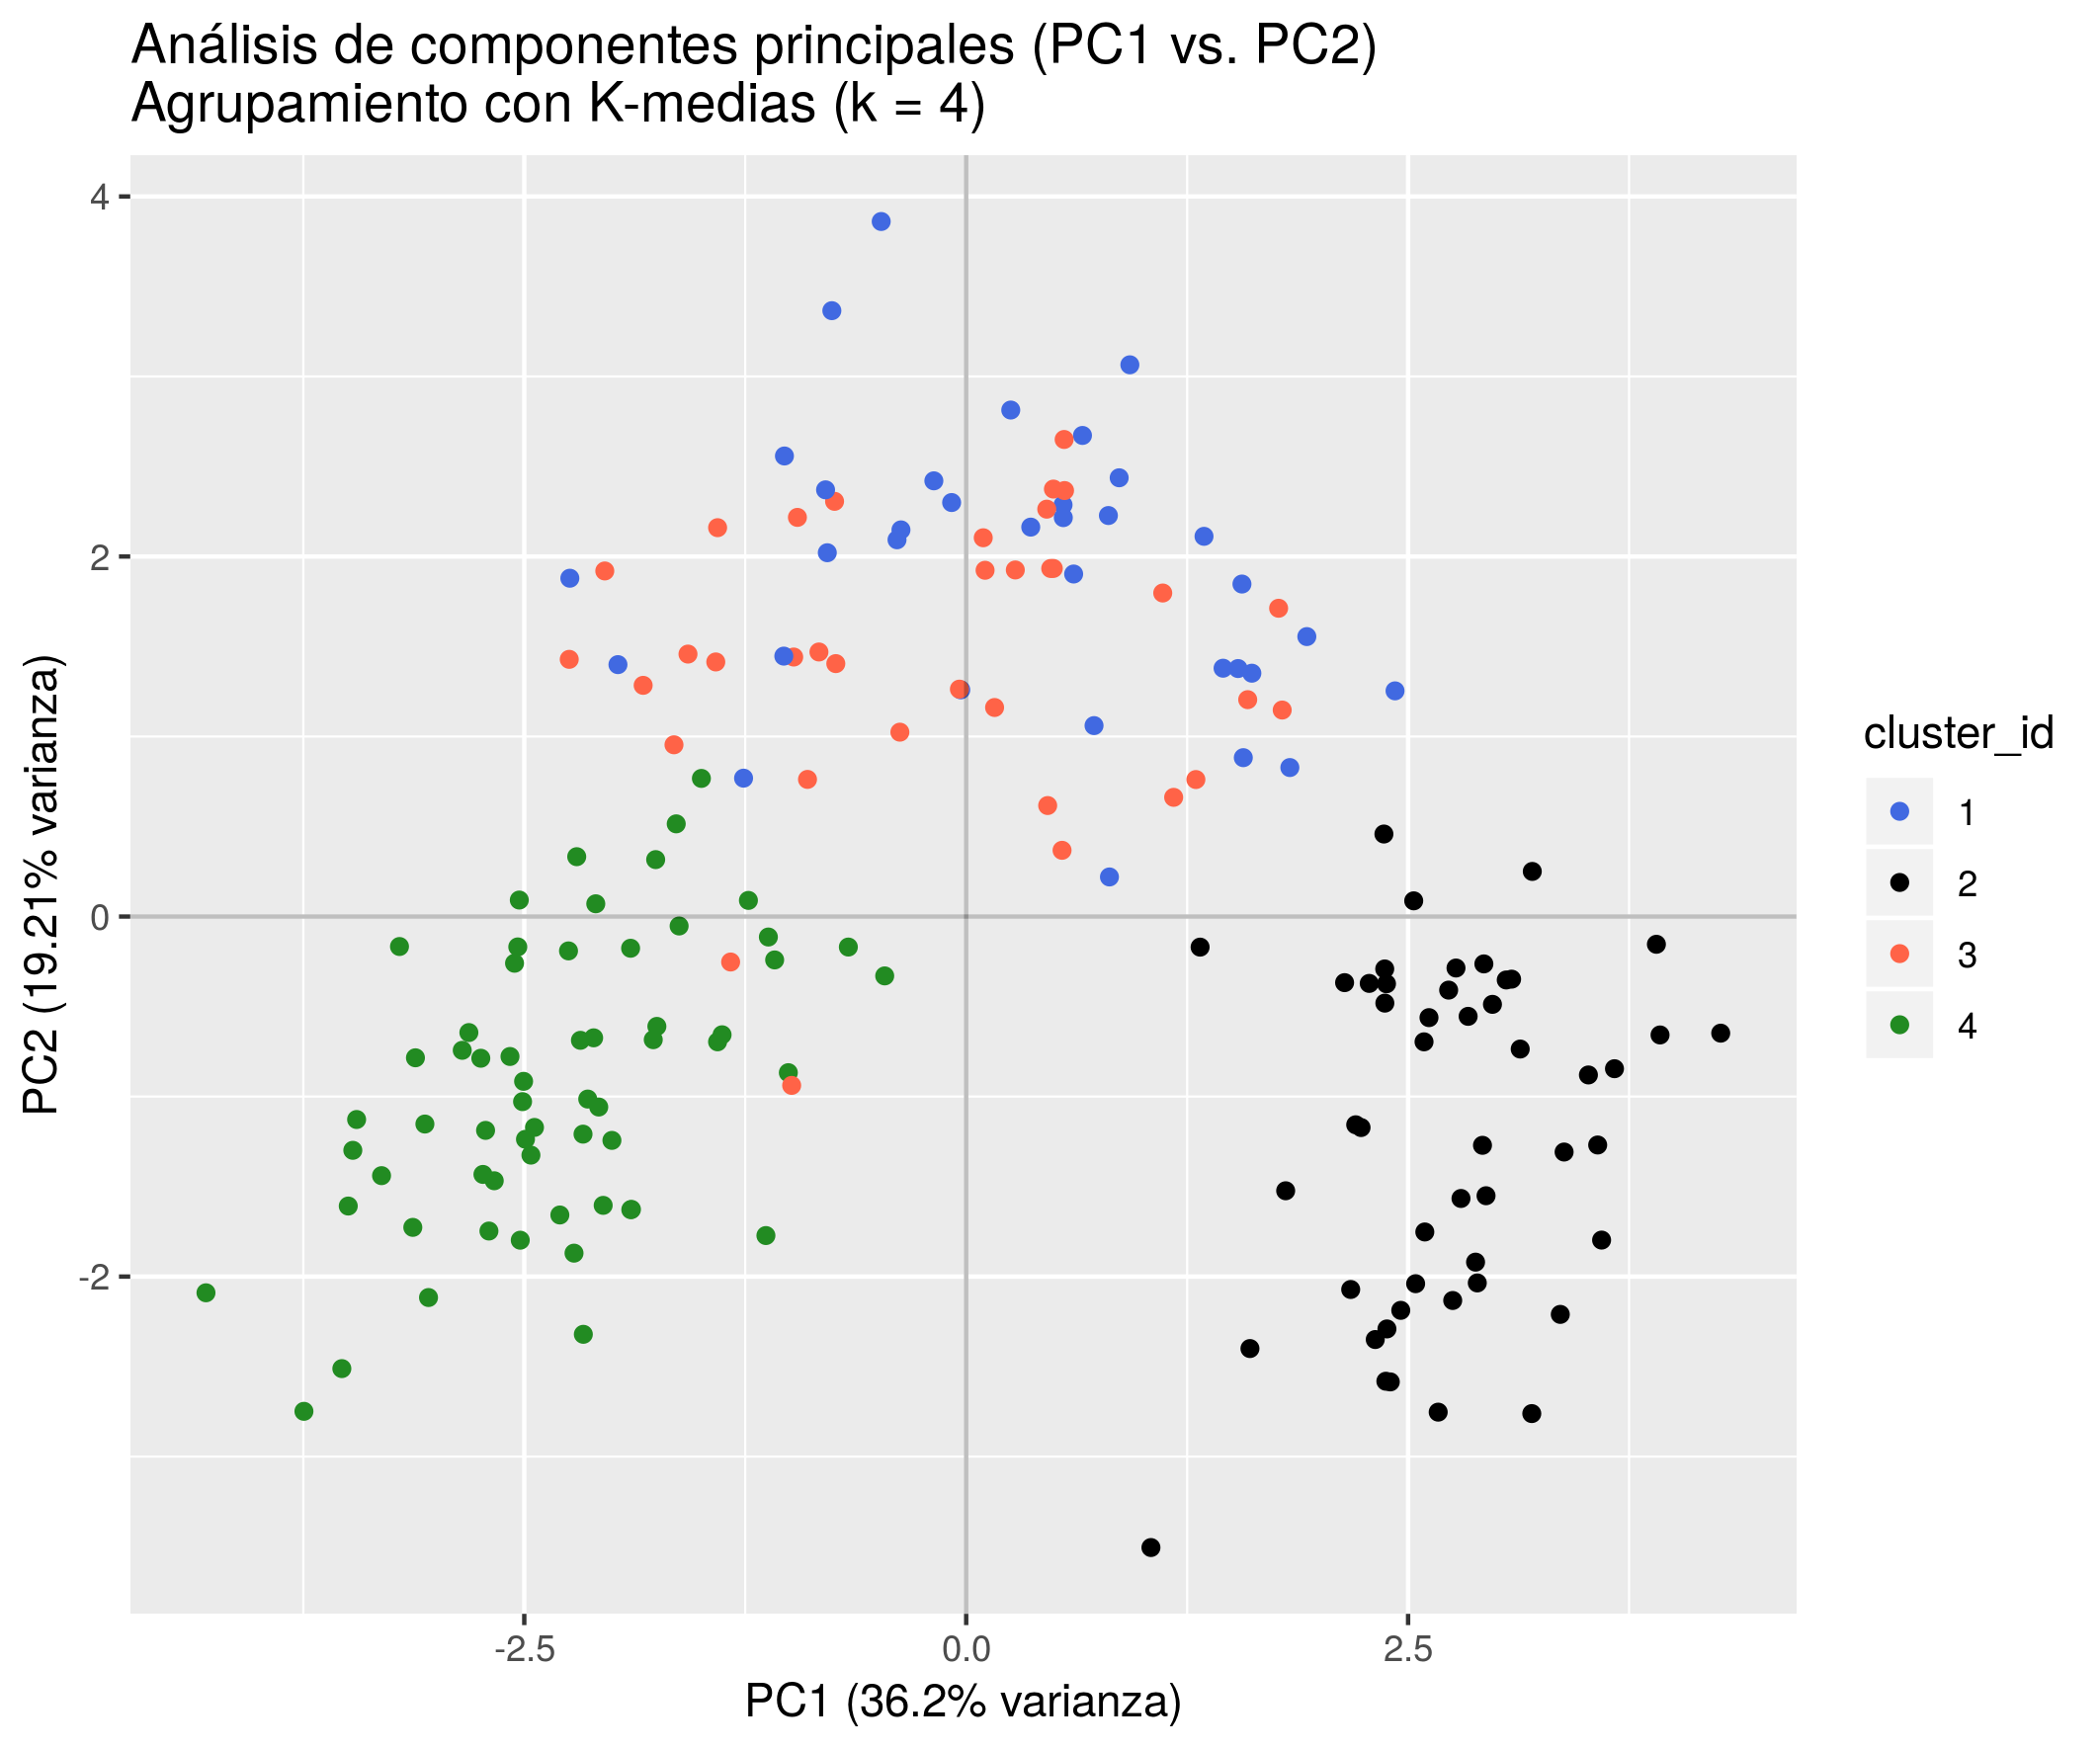 Análisis de componentes principales (PC1 vs. PC2)
Agrupamiento con K-medias (k = 4)
PC2 (19.21% varianza)
4
2
0
-2
-2.5
0.0
2.5
PC1 (36.2% varianza)
cluster_id
1
2
3
4